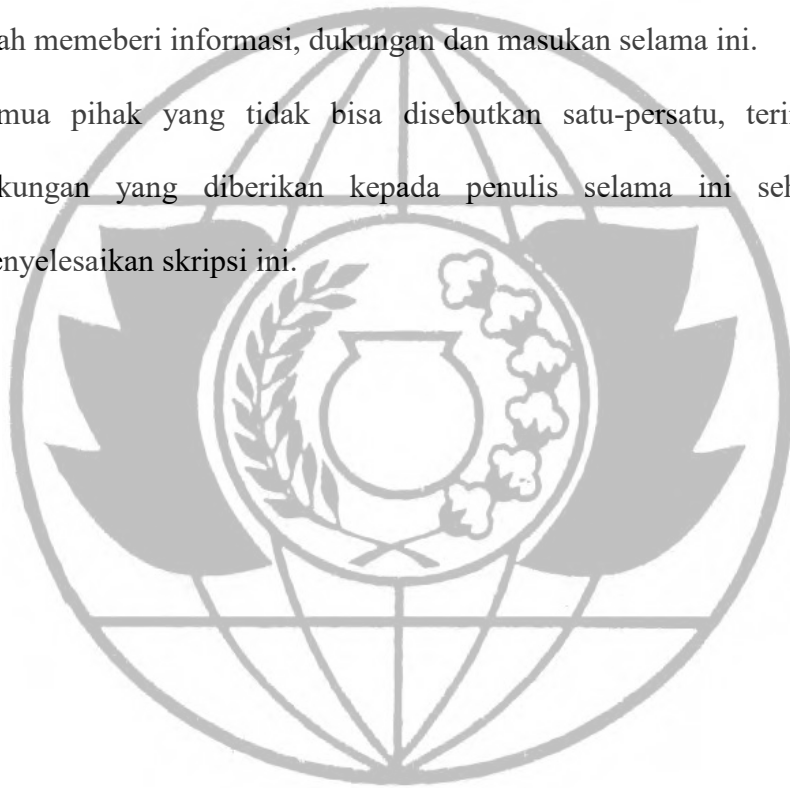 ah memeberi informasi, dukungan dan masukan selama ini.
mua pihak yang tidak bisa disebutkan satu-persatu, teri
kungan yang diberikan kepada penulis selama ini se
enyelesaikan skripsi ini.